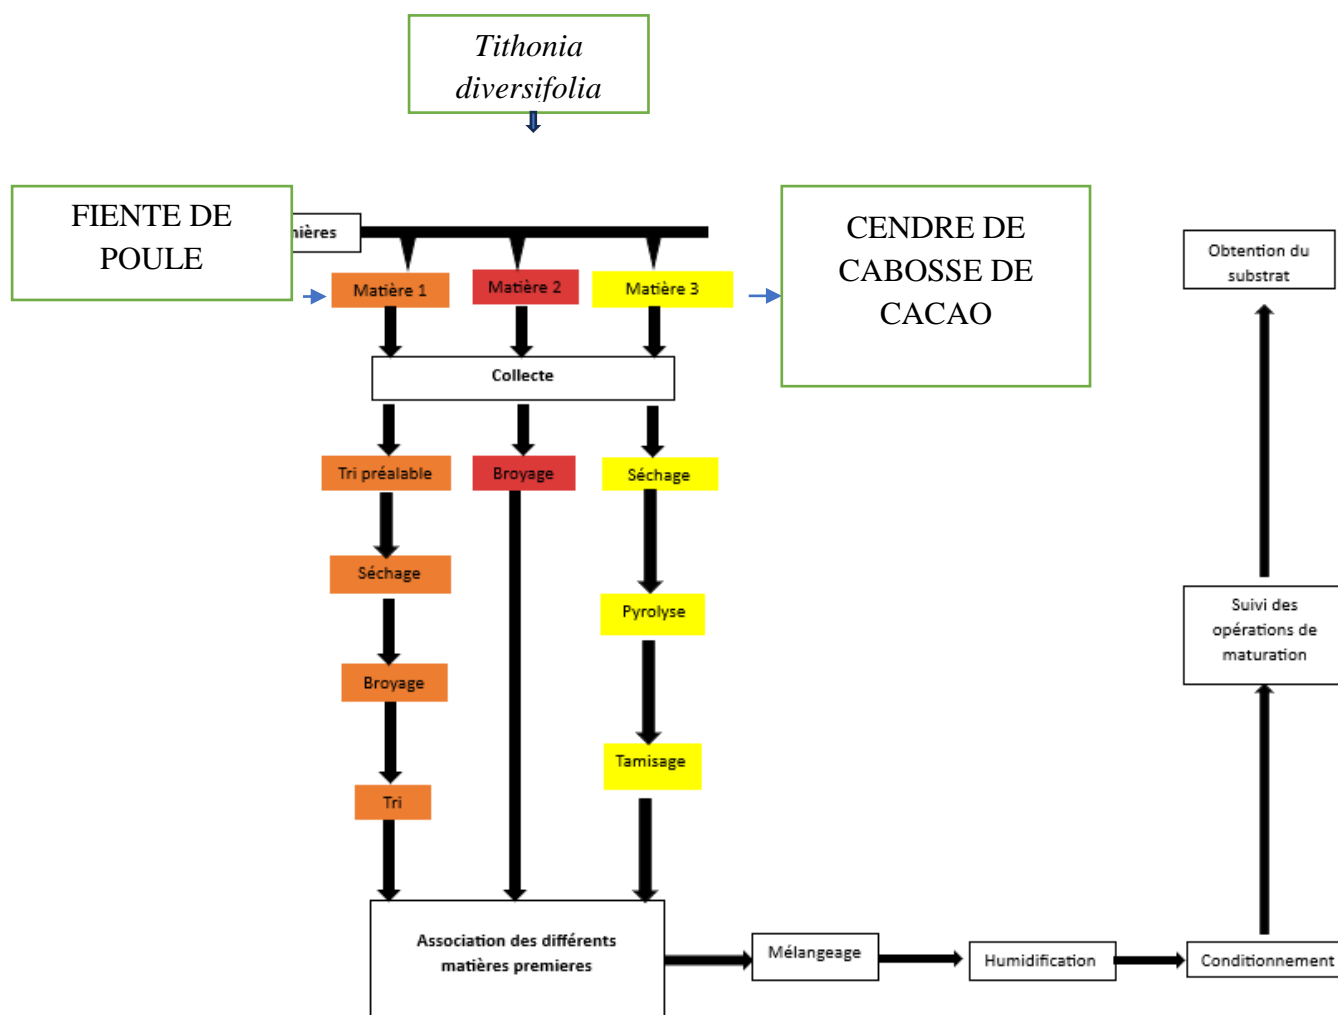 Tithonia
diversifolia
FIENTE DE
POULE
CENDRE DE
CABOSSE DE
CACAO
Obtention du
substrat
Matière 1
Matière 2
Matière 3
Collecte
Tri préalable
Broyage
Séchage
Séchage
Pyrolyse
Suivi des
opérations de
maturation
Broyage
Tamisage
Tri
Association des différents
matières premieres
Mélangeage
Humidification
Conditionnement